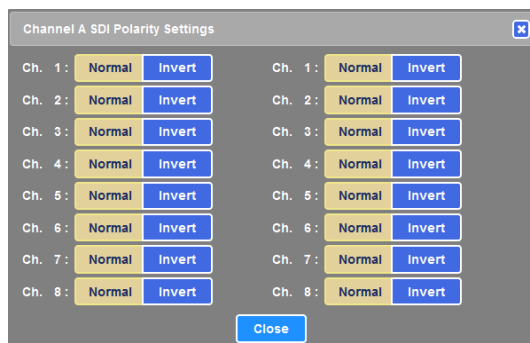 Channel A SDI Polarity Settings
Ch. 1: Normal Invert Ch. 1: Normal Invert
Ch. 2: Normal Invert Ch. 2: Normal Invert
Ch. 3: Normal Invert Ch. 3: Normal Invert
Ch. 4: Normal Invert Ch. 4: Normal Invert
Ch. 5: Normal Invert Ch. 5: Normal Invert
Ch. 6: Normal Invert Ch. 6: Normal Invert
Ch. 7: Normal Invert Ch. 7: Normal Invert
Ch. 8: Normal Invert Ch. 8: Normal Invert
Close